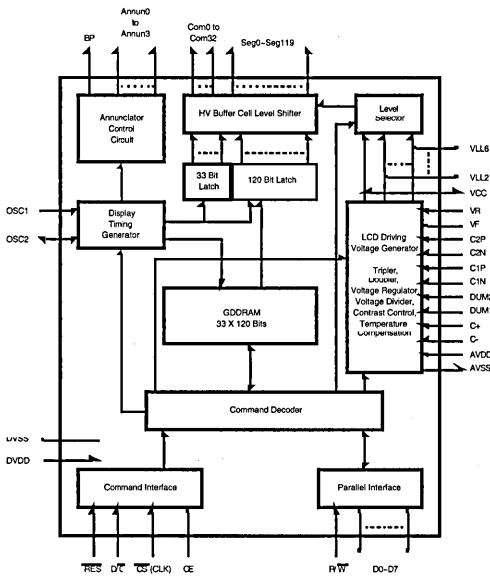 Annun0
to
Annun3
BP
Com0 to
Com32
Seg0~Seg119
Annunciator
Control
Circuit
HV Buffer Cell Level Shifter
Level
Selector
33 Bit
Latch
120 Bit Latch
VLL6
VLL2
VCC
OSC1
OSC2
Display
Timing
Generator
LCD Driving
Voltage Generator
Tripler,
Doubler,
Voltage Regulator,
Voltage Divider,
Contrast Control,
Temperature
Compensation
VR
VF
C2P
C2N
C1P
C1N
DUM2
DUM1
C+
C-
AVDD
AVSS
GDDRAM
33 X 120 Bits
Command Decoder
DVSS
DVDD
Command Interface
Parallel Interface
RES
D/C
CS (CLK)
CE
R/W
D0~D7